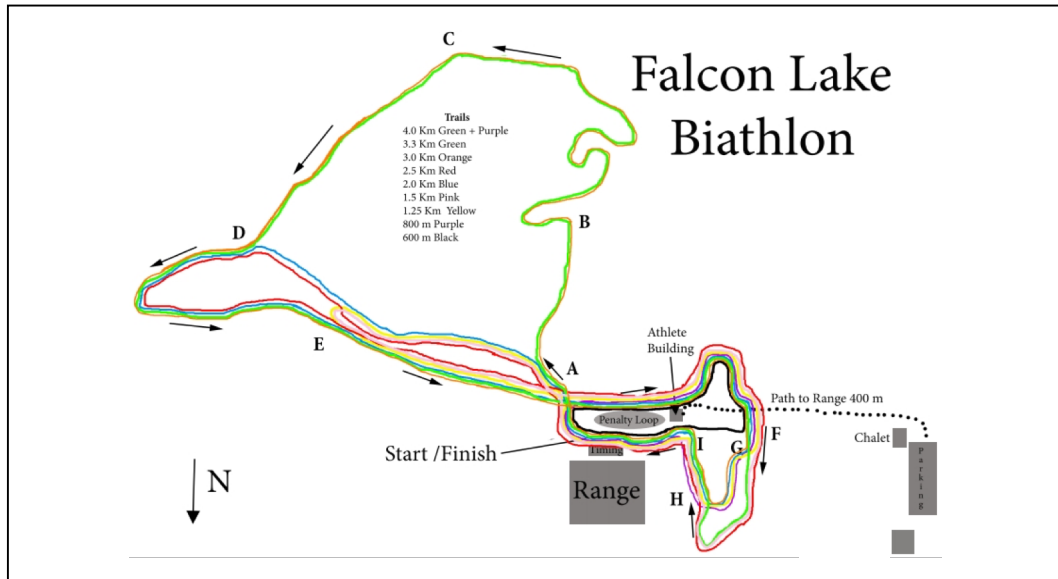 C
Falcon Lake
Biathlon
Trails
4.0 Km Green + Purple
3.3 Km Green
3.0 Km Orange
2.5 Km Red
2.0 Km Blue
1.5 Km Pink
1.25 Km Yellow
800 m Purple
600 m Black
B
D
E
A
Athlete
Building
Path to Range 400 m
Penalty Loop
F
Chalet
I
G
Start /Finish
Timing
Parking
N
Range
H